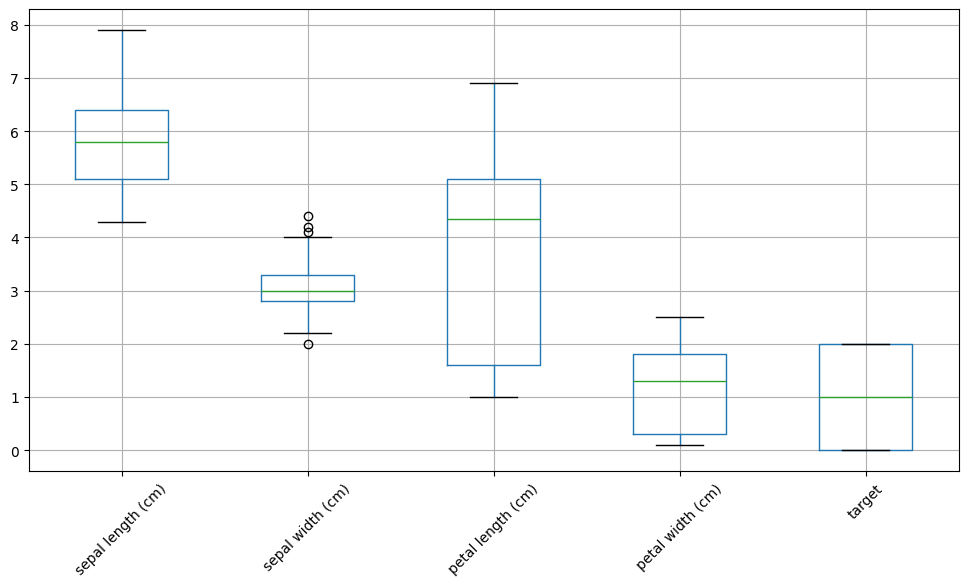 8
7
6
5
4
3
2
1
0
sepal length (cm)
sepal width (cm)
petal length (cm)
petal width (cm)
target